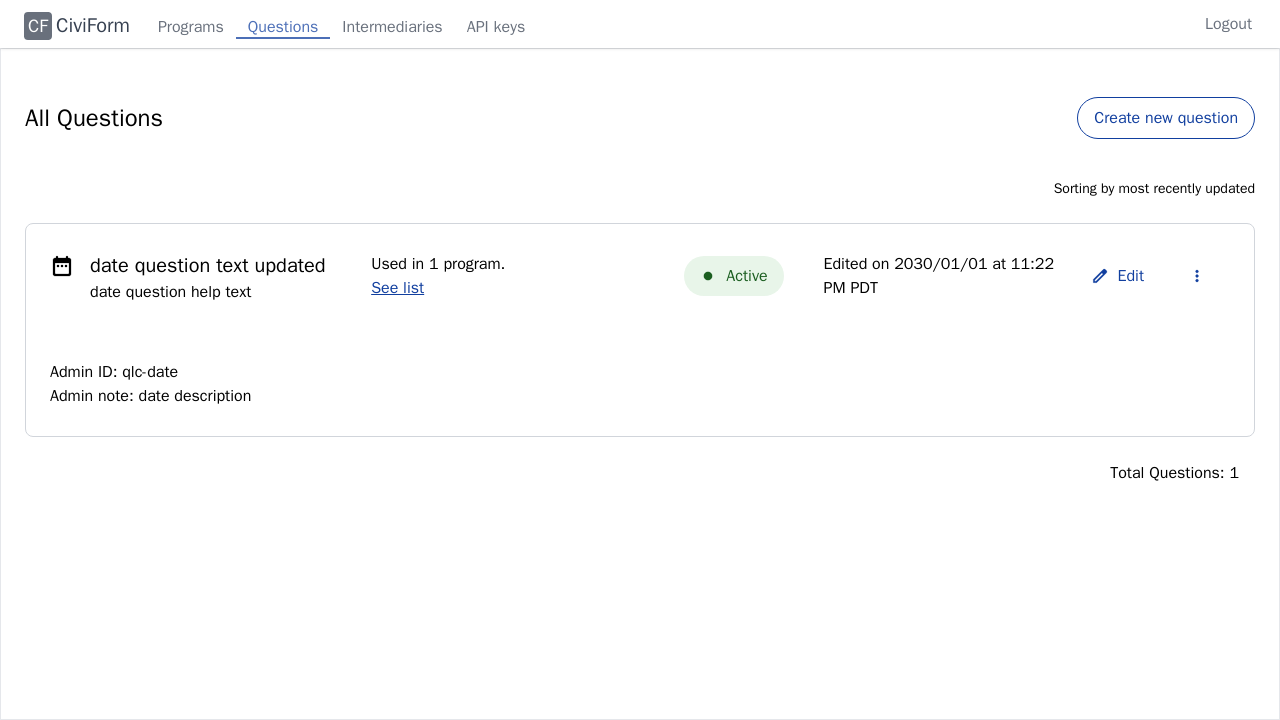 CF CiviForm Programs Questions Intermediaries API keys Logout
All Questions
Create new question
Sorting by most recently updated
date question text updated
date question help text
Used in 1 program.
See list
Active
Edited on 2030/01/01 at 11:22
PM PDT
Edit
Admin ID: qlc-date
Admin note: date description
Total Questions: 1